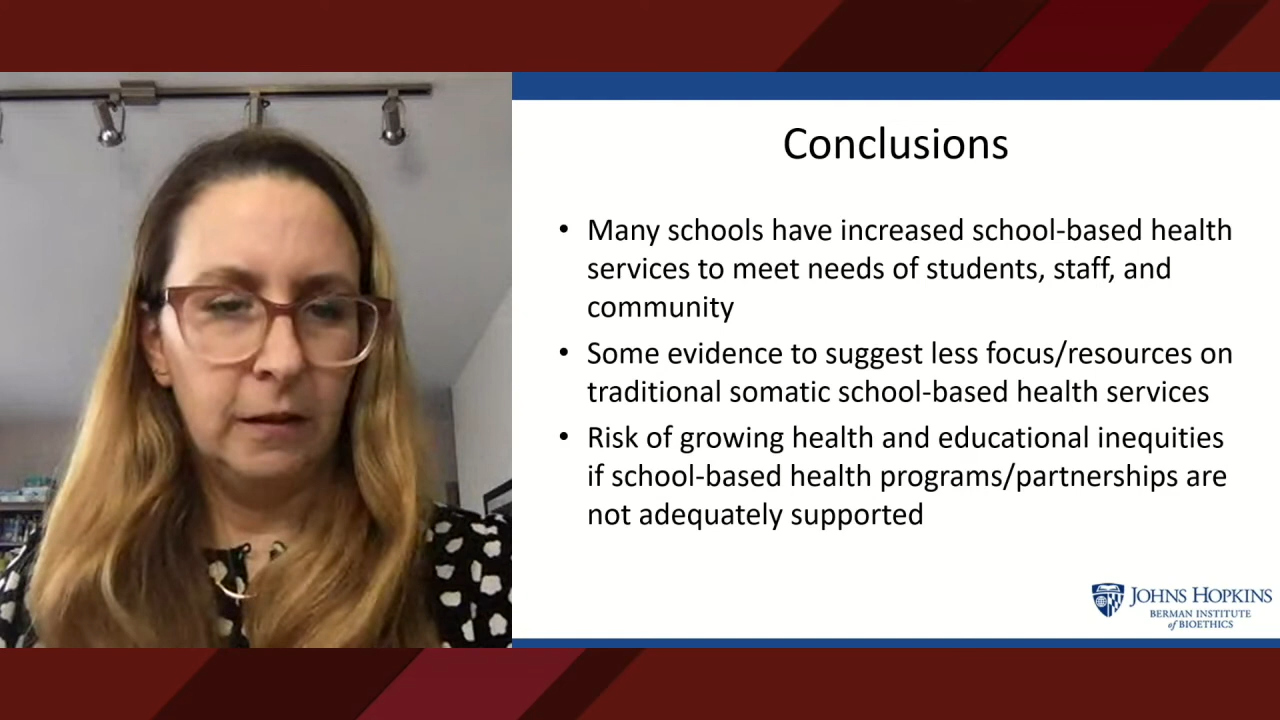 Conclusions
• Many schools have increased school-based health
services to meet needs of students, staff, and
community
• Some evidence to suggest less focus/resources on
traditional somatic school-based health services
• Risk of growing health and educational inequities
if school-based health programs/partnerships are
not adequately supported
JOHNS HOPKINS
BERMAN INSTITUTE
of BIOETHICS